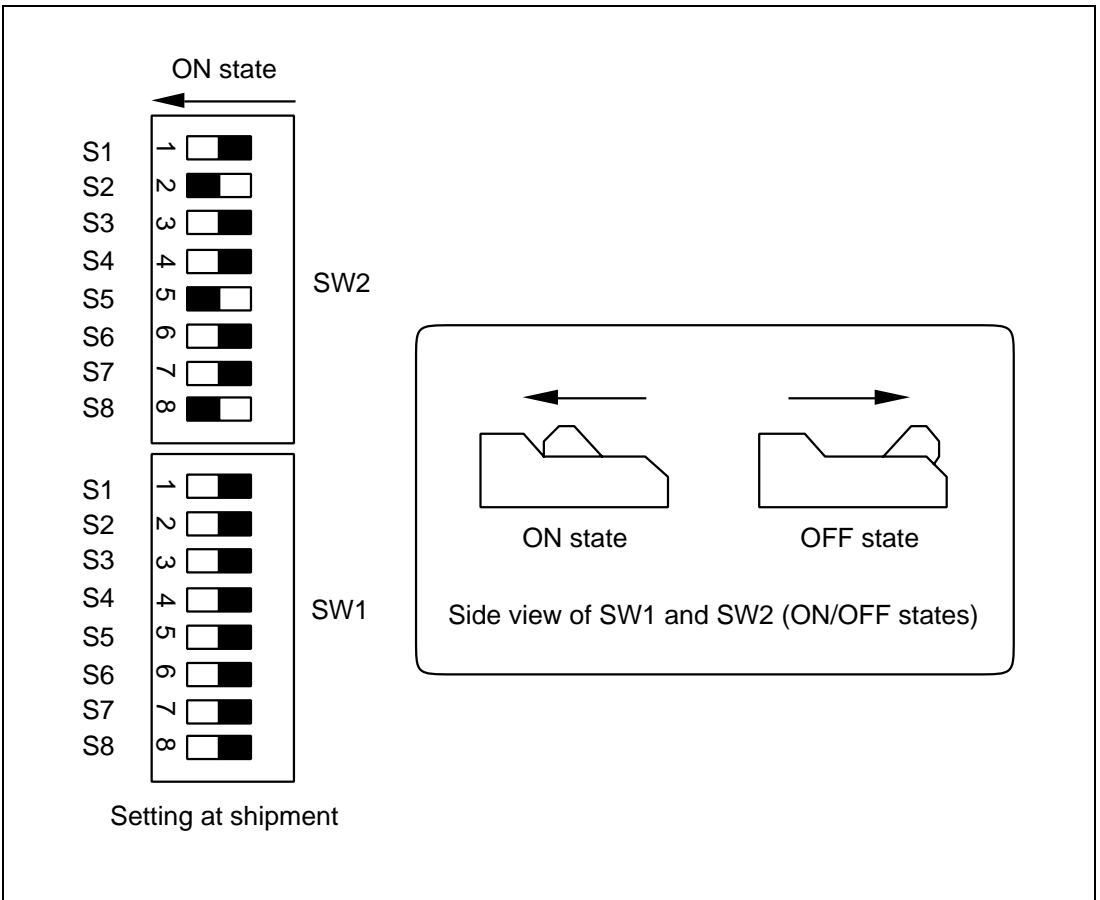 ON state
S1 1
S2 2
S3 3
S4 4
S5 5
S6 6
S7 7
S8 8
SW2
S1 1
S2 2
S3 3
S4 4
S5 5
S6 6
S7 7
S8 8
SW1
Setting at shipment
ON state
OFF state
Side view of SW1 and SW2 (ON/OFF states)